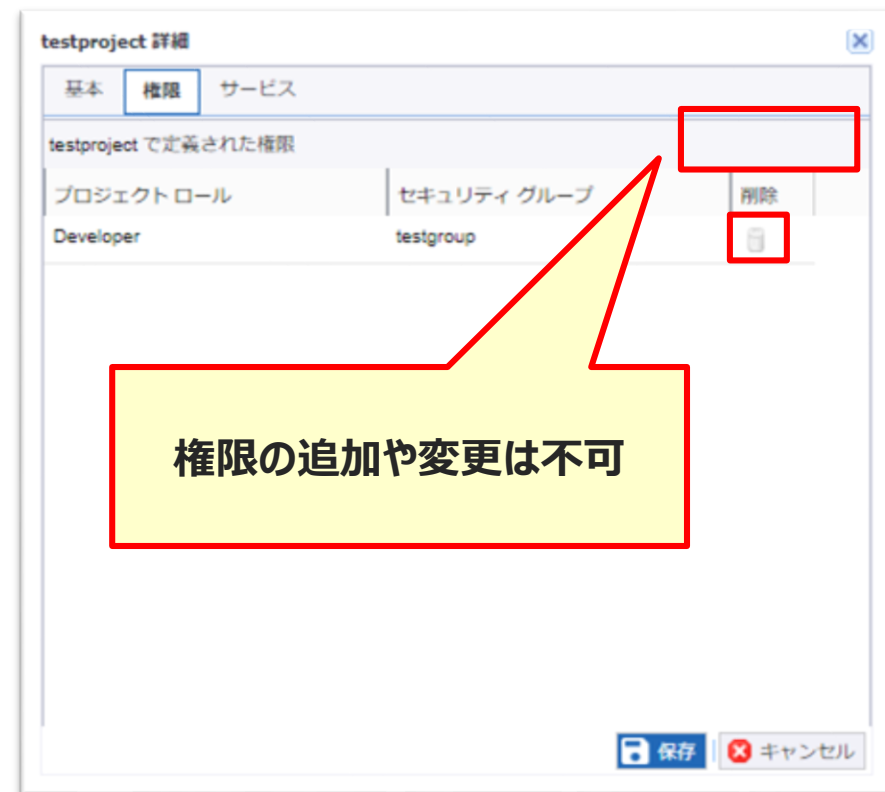 testproject 詳細
基本 権限 サービス
testproject で定義された権限
プロジェクト ロール セキュリティ グループ 削除
Developer testgroup
権限の追加や変更は不可
保存 キャンセル